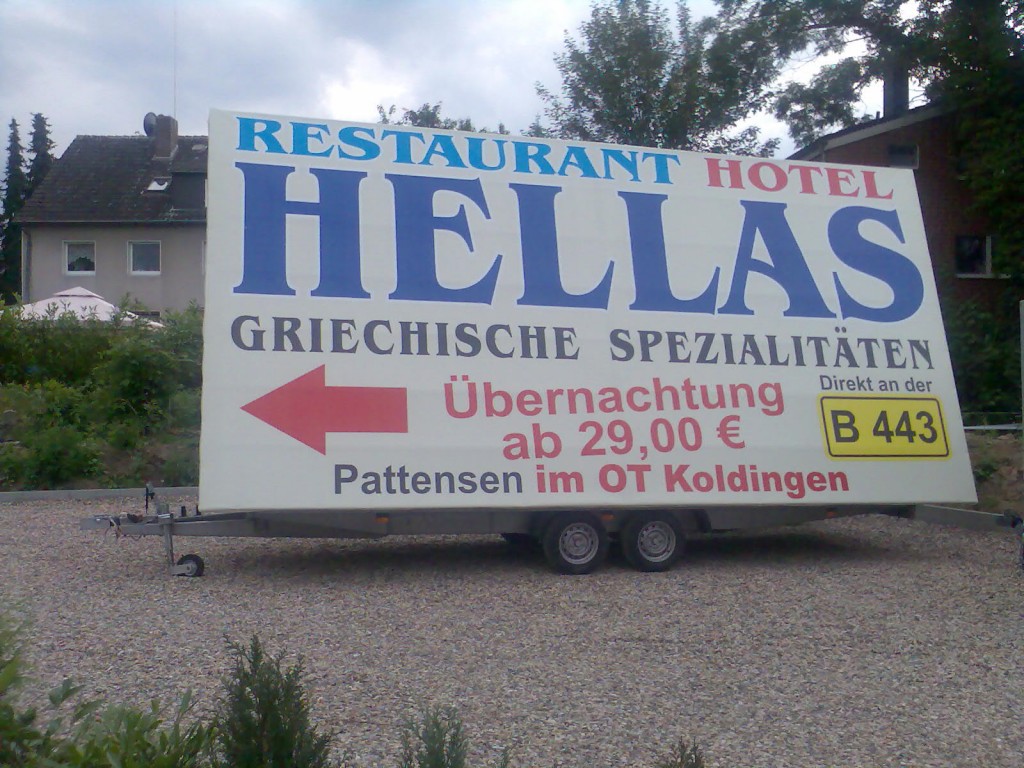 RESTAURANT HOTEL
HELLAS
GRIECHISCHE SPEZIALITÄTEN
Übernachtung
ab 29,00 €
Direkt an der
B 443
Pattensen im OT Koldingen